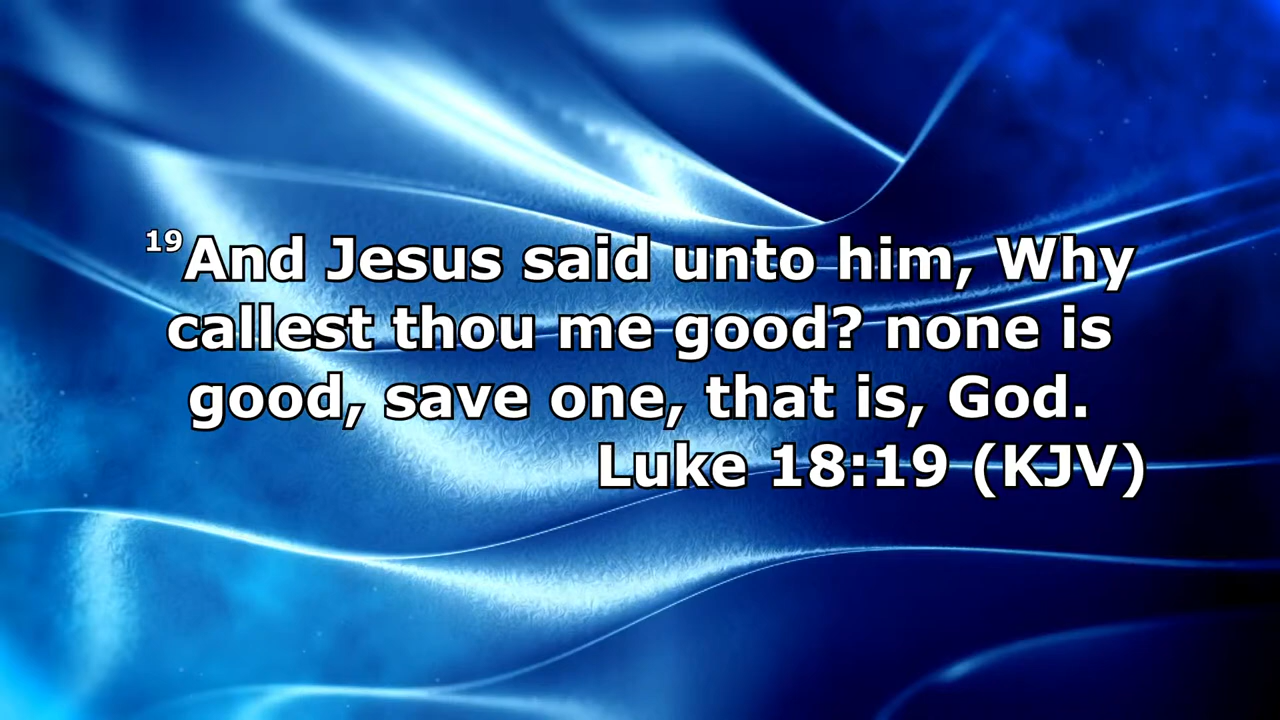 19And Jesus said unto him, Why
callest thou me good? none is
good, save one, that is, God.
Luke 18:19 (KJV)